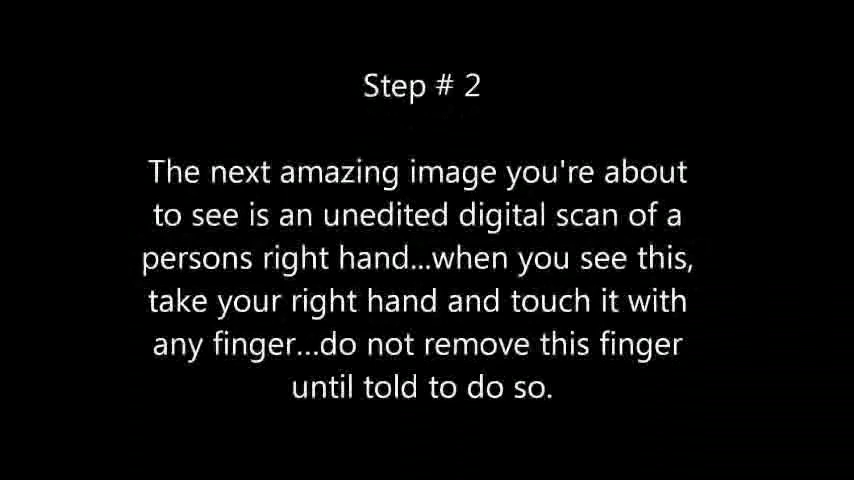 Step # 2
The next amazing image you're about
to see is an unedited digital scan of a
persons right hand...when you see this,
take your right hand and touch it with
any finger...do not remove this finger
until told to do so.